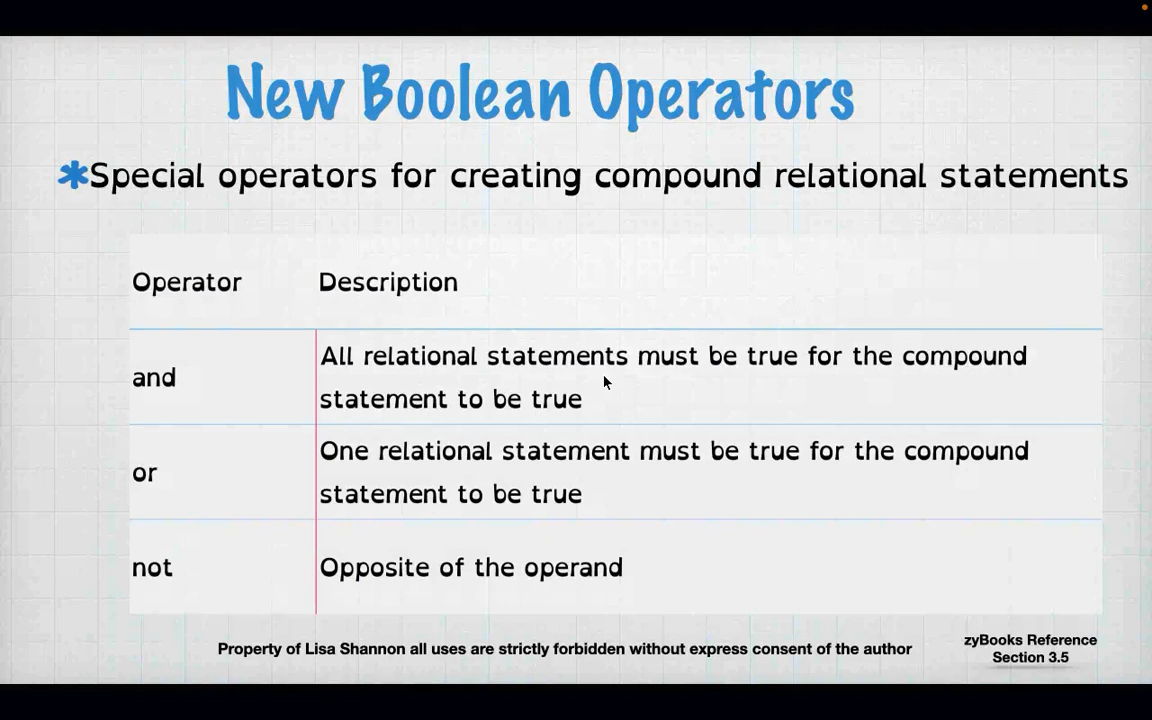 New Boolean Operators
*Special operators for creating compound relational statements
Operator Description
and
All relational statements must be true for the compound
statement to be true
or
One relational statement must be true for the compound
statement to be true
not
Opposite of the operand
Property of Lisa Shannon all uses are strictly forbidden without express consent of the author
zyBooks Reference
Section 3.5